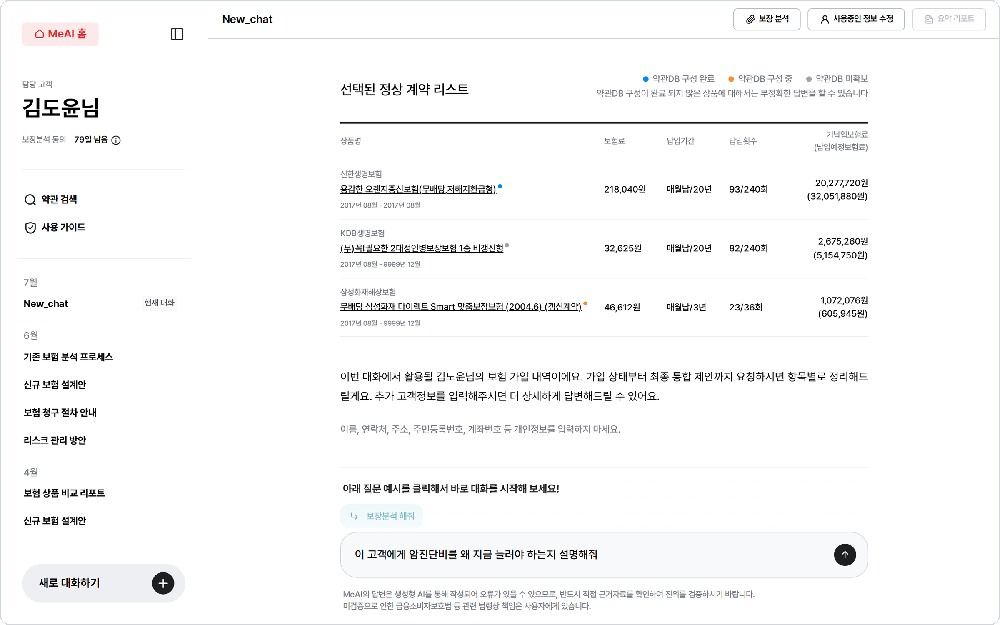 MeAI 홈
담당 고객
김도윤님
보장분석 동의 79일 남음
약관 검색
사용 가이드
7월
New_chat 현재 대화
6월
기존 보험 분석 프로세스
신규 보험 설계안
보험 청구 절차 안내
리스크 관리 방안
4월
보험 상품 비교 리포트
신규 보험 설계안
새로 대화하기
New_chat
보장 분석
사용중인 정보 수정
요약 리포트
선택된 정상 계약 리스트
약관DB 구성 완료 약관DB 구성 중 약관DB 미확보
약관DB 구성이 완료 되지 않은 상품에 대해서는 부정확한 답변을 할 수 있습니다
상품명 보험료 납입기간 납입횟수 기납입보험료
(납입예정보험료)
신한생명보험
용감한 오렌지종신보험(무배당,저해지환급형) 218,040원 매월납/20년 93/240회 20,277,720원
(32,051,880원)
2017년 08월 - 2017년 08월
KDB생명보험
(무)꼭!필요한 2대성인병보장보험 1종 비갱신형 32,625원 매월납/20년 82/240회 2,675,260원
(5,154,750원)
2017년 08월 - 9999년 12월
삼성화재해상보험
무배당 삼성화재 다이렉트 Smart 맞춤보장보험 (2004.6) (갱신계약) 46,612원 매월납/3년 23/36회 1,072,076원
(605,945원)
2017년 08월 - 9999년 12월
이번 대화에서 활용될 김도윤님의 보험 가입 내역이에요. 가입 상태부터 최종 통합 제안까지 요청하시면 항목별로 정리해드
릴게요. 추가 고객정보를 입력해주시면 더 상세하게 답변해드릴 수 있어요.
이름, 연락처, 주소, 주민등록번호, 계좌번호 등 개인정보를 입력하지 마세요.
아래 질문 예시를 클릭해서 바로 대화를 시작해 보세요!
보장분석 해줘
이 고객에게 암진단비를 왜 지금 늘려야 하는지 설명해줘
MeAI의 답변은 생성형 AI를 통해 작성되어 오류가 있을 수 있으므로, 반드시 직접 근거자료를 확인하여 진위를 검증하시기 바랍니다.
미검증으로 인한 금융소비자보호법 등 관련 법령상 책임은 사용자에게 있습니다.